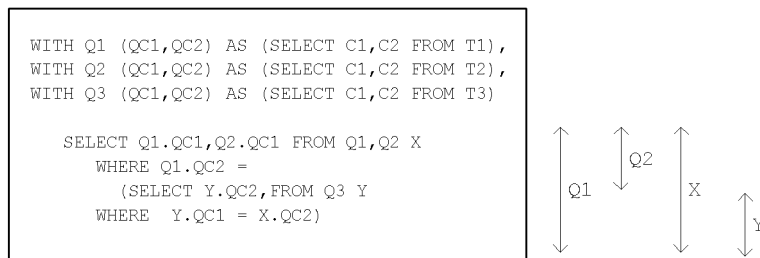 WITH Q1 (QC1,QC2) AS (SELECT C1,C2 FROM T1),
WITH Q2 (QC1,QC2) AS (SELECT C1,C2 FROM T2),
WITH Q3 (QC1,QC2) AS (SELECT C1,C2 FROM T3)
SELECT Q1.QC1,Q2.QC1 FROM Q1,Q2 X
WHERE Q1.QC2 =
(SELECT Y.QC2,FROM Q3 Y
WHERE Y.QC1 = X.QC2)
Q1
Q2
X
Y